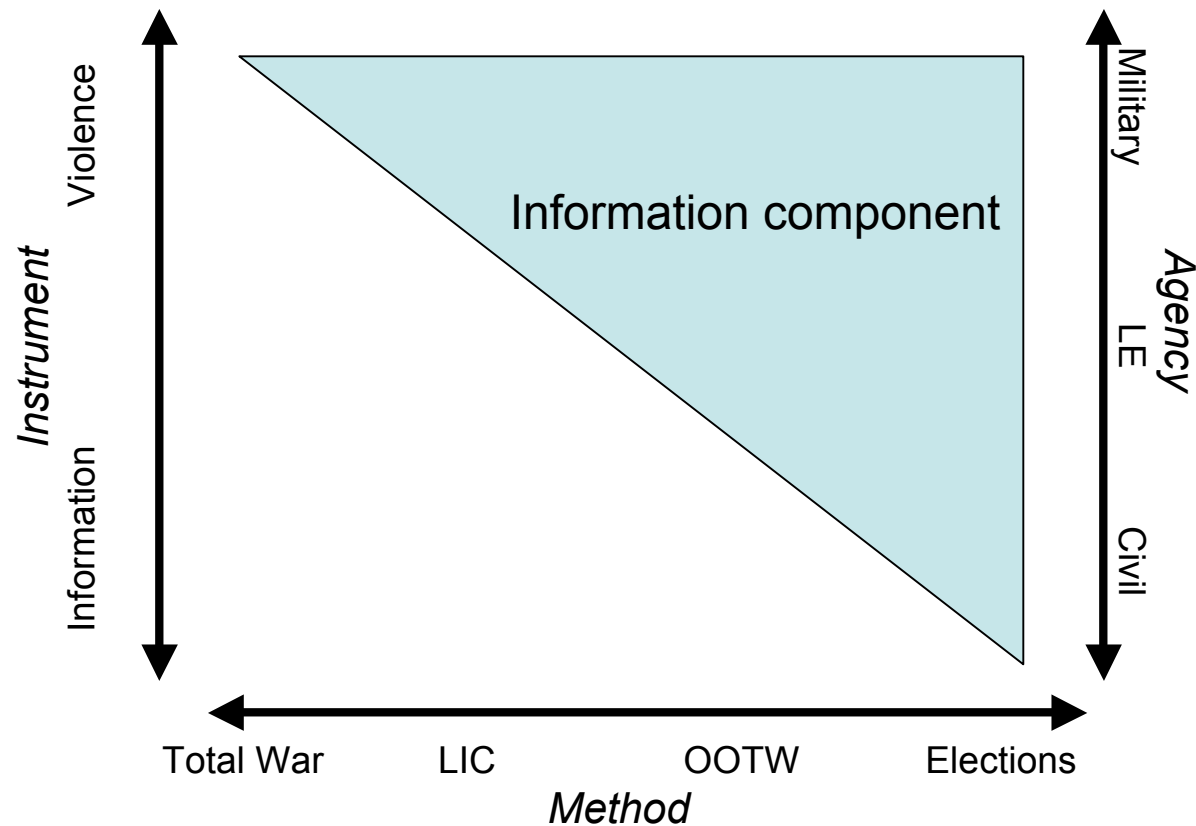 Instrument
Violence
Information
Information component
Military
LE
Civil
Agency
Total War
LIC
OOTW
Elections
Method